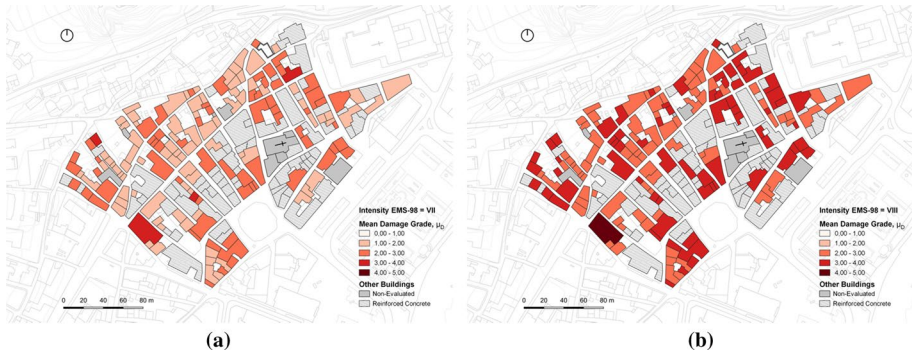 Intensity EMS-98 = VII
Mean Damage Grade, μD
0,00 - 1,00
1,00 - 2,00
2,00 - 3,00
3,00 - 4,00
4,00 - 5,00
Other Buildings
Non-Evaluated
Reinforced Concrete
0 20 40 60 80 m
(a)
Intensity EMS-98 = VIII
Mean Damage Grade, μD
0,00 - 1,00
1,00 - 2,00
2,00 - 3,00
3,00 - 4,00
4,00 - 5,00
Other Buildings
Non-Evaluated
Reinforced Concrete
0 20 40 60 80 m
(b)